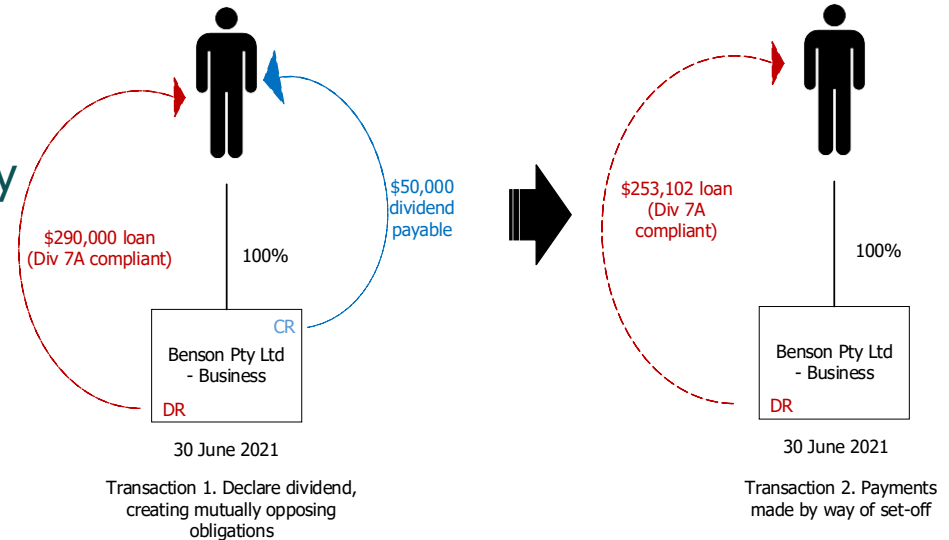 $290,000 loan
(Div 7A compliant)
100%
$50,000
dividend
payable
CR
Benson Pty Ltd
- Business
DR
30 June 2021
Transaction 1. Declare dividend,
creating mutually opposing
obligations
$253,102 loan
(Div 7A
compliant)
100%
Benson Pty Ltd
- Business
DR
30 June 2021
Transaction 2. Payments
made by way of set-off